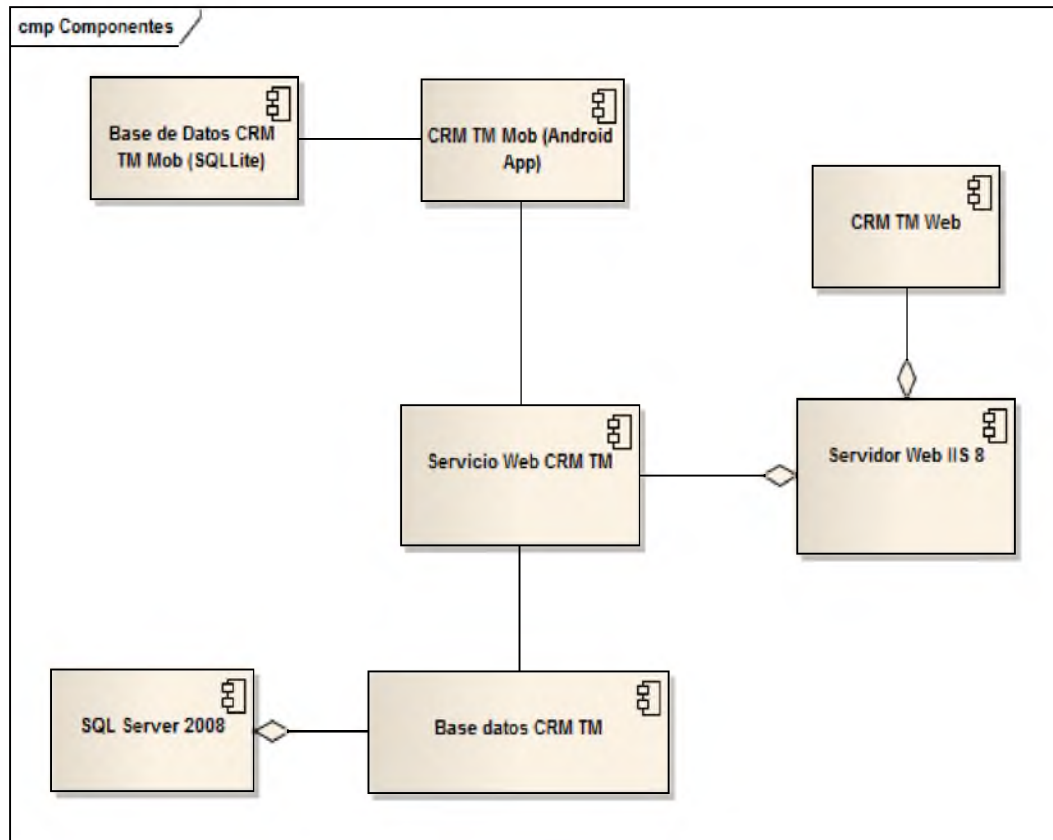 cmp Componentes
Base de Datos CRM
TM Mob (SQLLite)
CRM TM Mob (Android
App)
CRM TM Web
Servicio Web CRM TM
Servidor Web IIS 8
SQL Server 2008
Base datos CRM TM